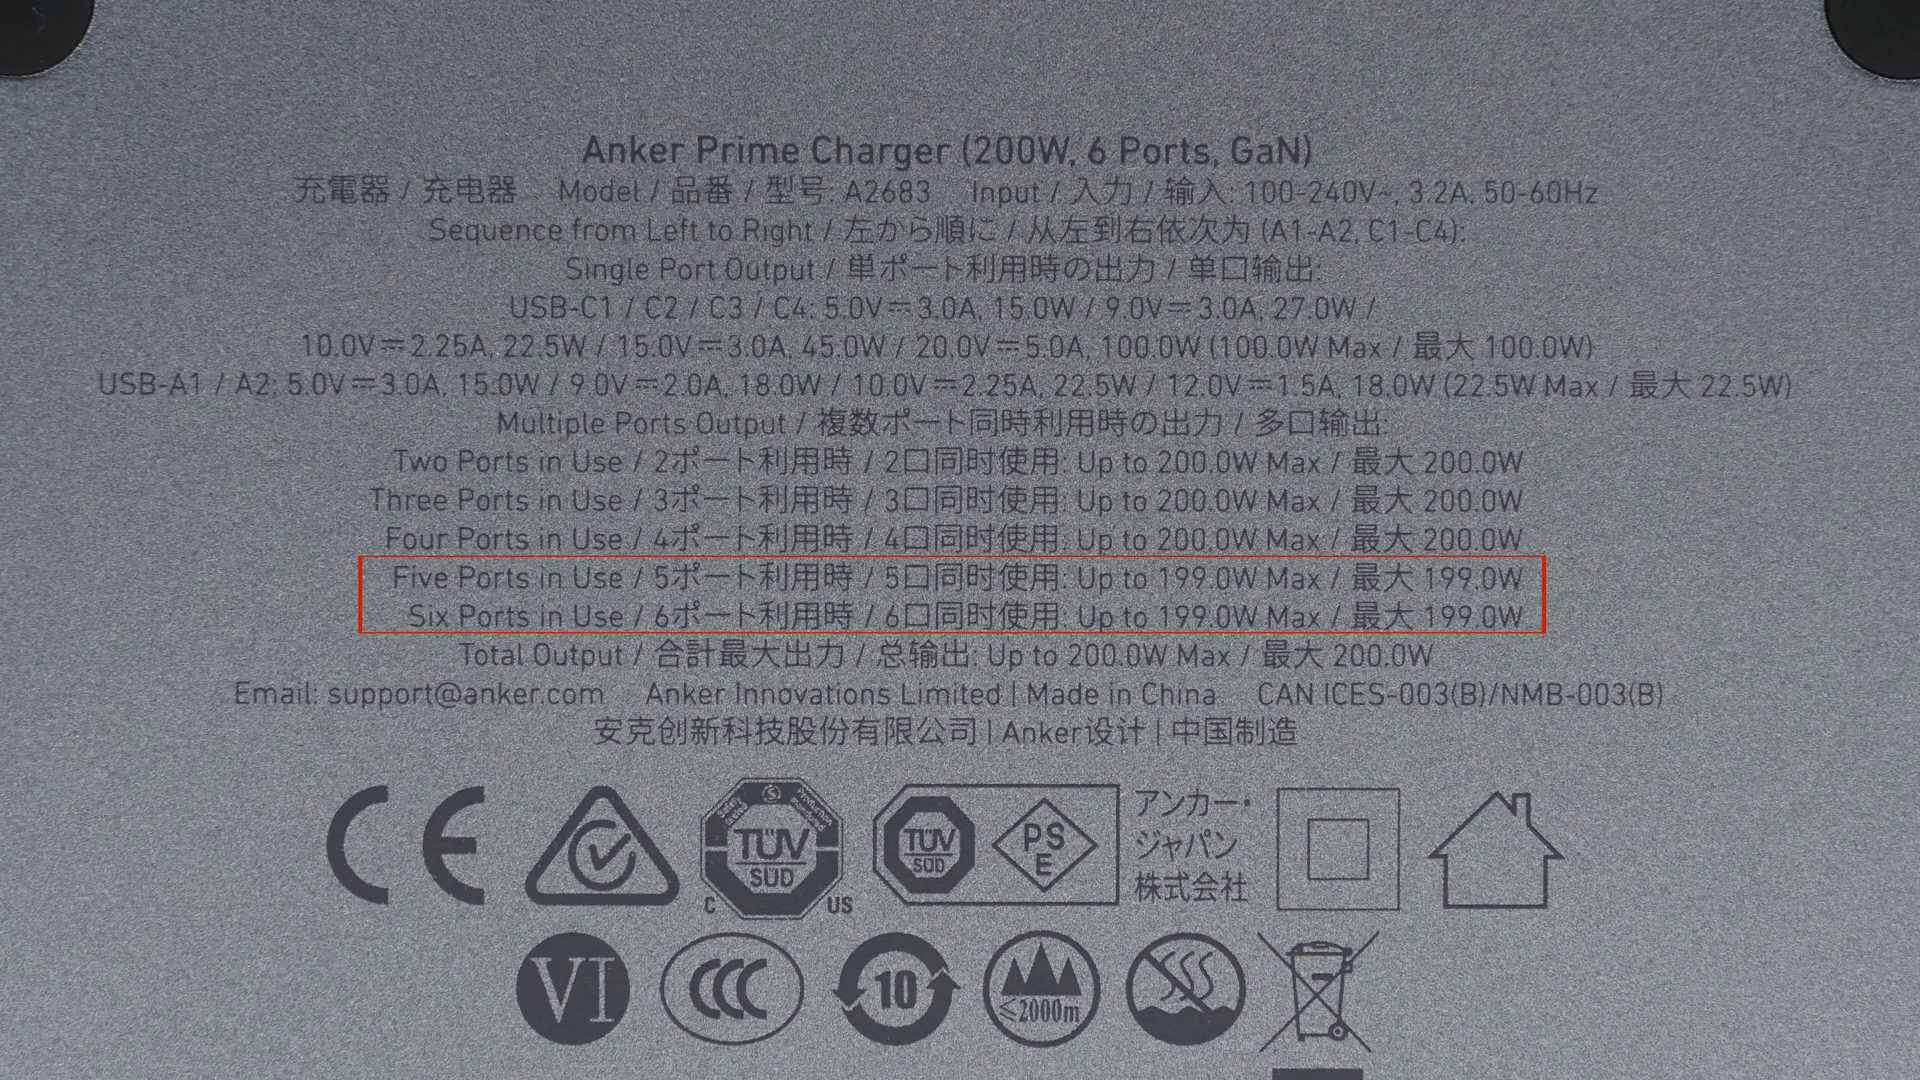 Anker Prime Charger (200W, 6 Ports, GaN)
充電器 / 充电器 Model / 品番 / 型号: A2683 Input / 入力 / 输入: 100-240V~, 3.2A, 50-60Hz
Sequence from Left to Right / 左から順に / 从左到右依次为 (A1-A2, C1-C4):
Single Port Output / 単ポート利用時の出力 / 单口输出:
USB-C1 / C2 / C3 / C4: 5.0V⎓3.0A, 15.0W / 9.0V⎓3.0A, 27.0W /
10.0V⎓2.25A, 22.5W / 15.0V⎓3.0A, 45.0W / 20.0V⎓5.0A, 100.0W (100.0W Max / 最大 100.0W)
USB-A1 / A2: 5.0V⎓3.0A, 15.0W / 9.0V⎓2.0A, 18.0W / 10.0V⎓2.25A, 22.5W / 12.0V⎓1.5A, 18.0W (22.5W Max / 最大 22.5W)
Multiple Ports Output / 複数ポート同時利用時の出力 / 多口输出:
Two Ports in Use / 2ポート利用時 / 2口同时使用: Up to 200.0W Max / 最大 200.0W
Three Ports in Use / 3ポート利用時 / 3口同时使用: Up to 200.0W Max / 最大 200.0W
Four Ports in Use / 4ポート利用時 / 4口同时使用: Up to 200.0W Max / 最大 200.0W
Five Ports in Use / 5ポート利用時 / 5口同时使用: Up to 199.0W Max / 最大 199.0W
Six Ports in Use / 6ポート利用時 / 6口同时使用: Up to 199.0W Max / 最大 199.0W
Total Output / 合計最大出力 / 总输出: Up to 200.0W Max / 最大 200.0W
Email: support@anker.com Anker Innovations Limited | Made in China CAN ICES-003(B)/NMB-003(B)
安克创新科技股份有限公司 | Anker设计 | 中国制造
CE
Safety tested
Production monitored
TÜV
SÜD
C US
TÜV
SÜD
PS
E
アンカー・
ジャパン
株式会社
VI
CCC
10
≤2000m